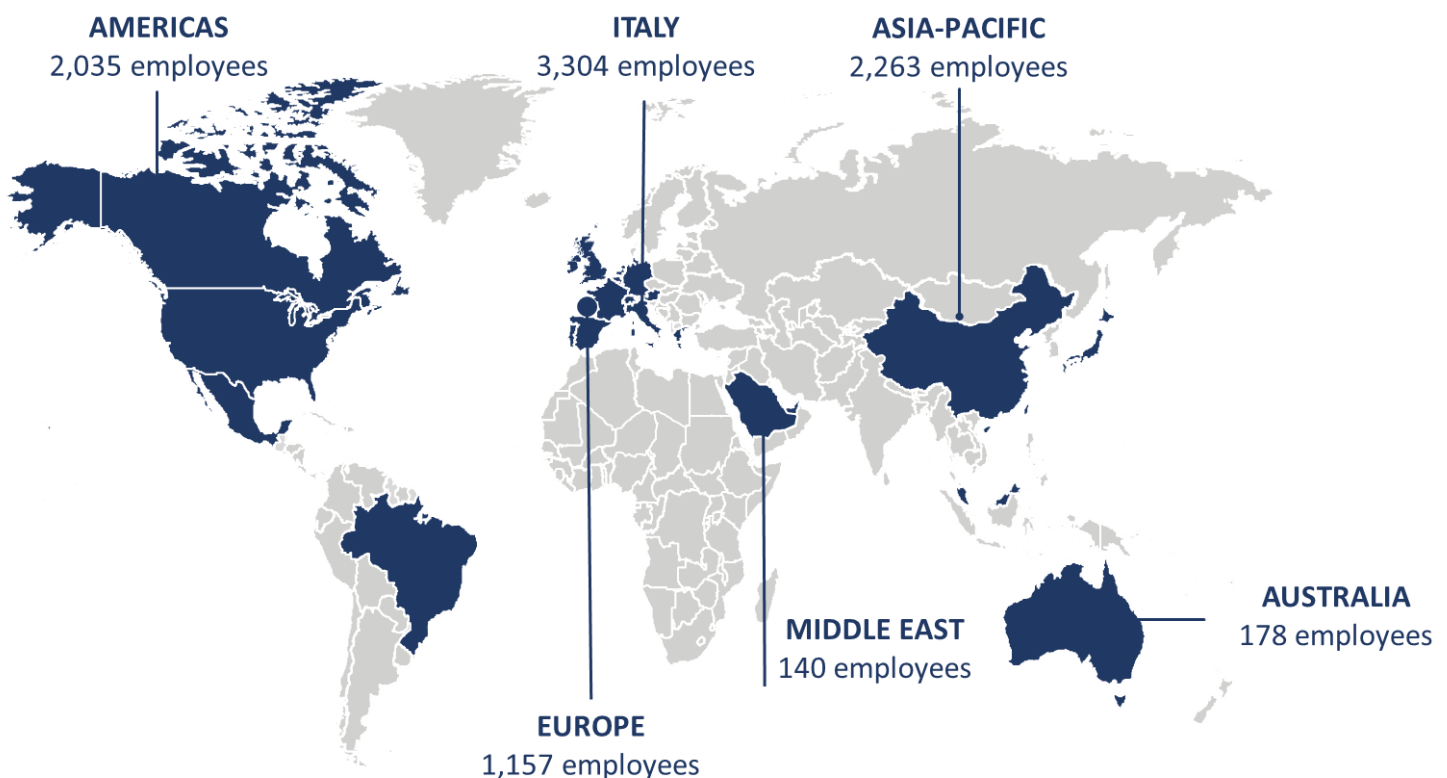 AMERICAS
2,035 employees
ITALY
3,304 employees
ASIA-PACIFIC
2,263 employees
AUSTRALIA
178 employees
MIDDLE EAST
140 employees
EUROPE
1,157 employees